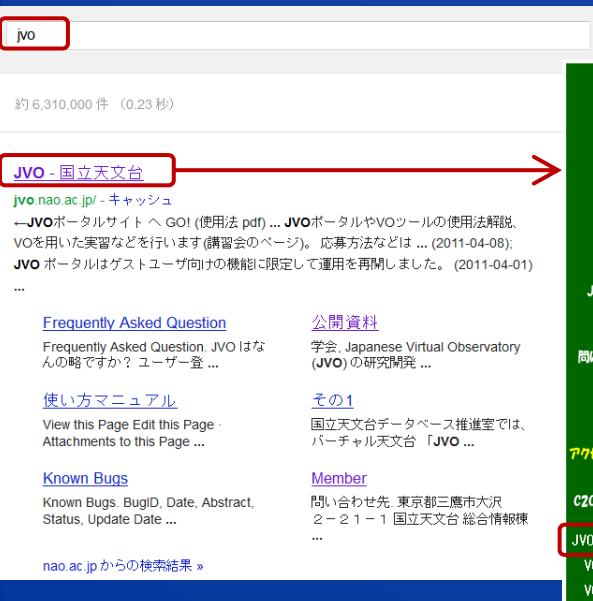 jvo
約 6,310,000 件 （0.23 秒）
JVO - 国立天文台
jvo.nao.ac.jp/ - キャッシュ
←JVOポータルサイト へ GO! (使用法 pdf) ... JVOポータルやVOツールの使用法解説、
VOを用いた実習などを行います(講習会のページ)。 応募方法などは ... (2011-04-08);
JVO ポータルはゲストユーザ向けの機能に限定して運用を再開しました。 (2011-04-01)
...
Frequently Asked Question
Frequently Asked Question. JVO はな
んの略ですか？ ユーザー登 ...
公開資料
学会, Japanese Virtual Observatory
(JVO) の研究開発 ...
使い方マニュアル
View this Page Edit this Page ·
Attachments to this Page ...
その1
国立天文台データベース推進室では、
バーチャル天文台 「JVO ...
Known Bugs
Known Bugs. BugID, Date, Abstract,
Status, Update Date ...
Member
問い合わせ先. 東京都三鷹市大沢
２－２１－１ 国立天文台 総合情報棟
...
nao.ac.jp からの検索結果 »
J
問
アク
C20
JVO
V
V